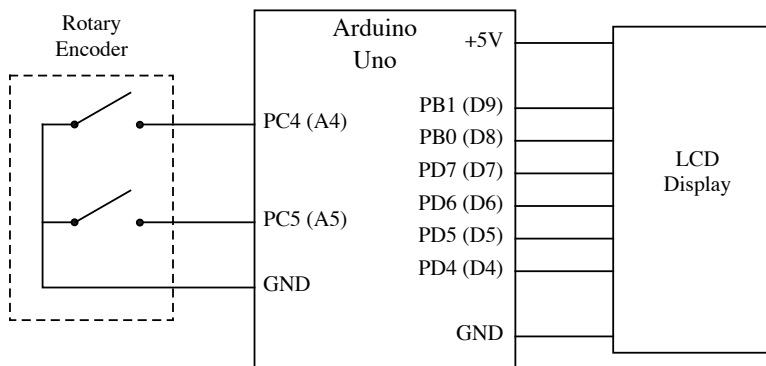 Rotary
Encoder
Arduino
Uno
+5V
PC4 (A4)
PC5 (A5)
GND
PB1 (D9)
PB0 (D8)
PD7 (D7)
PD6 (D6)
PD5 (D5)
PD4 (D4)
GND
LCD
Display